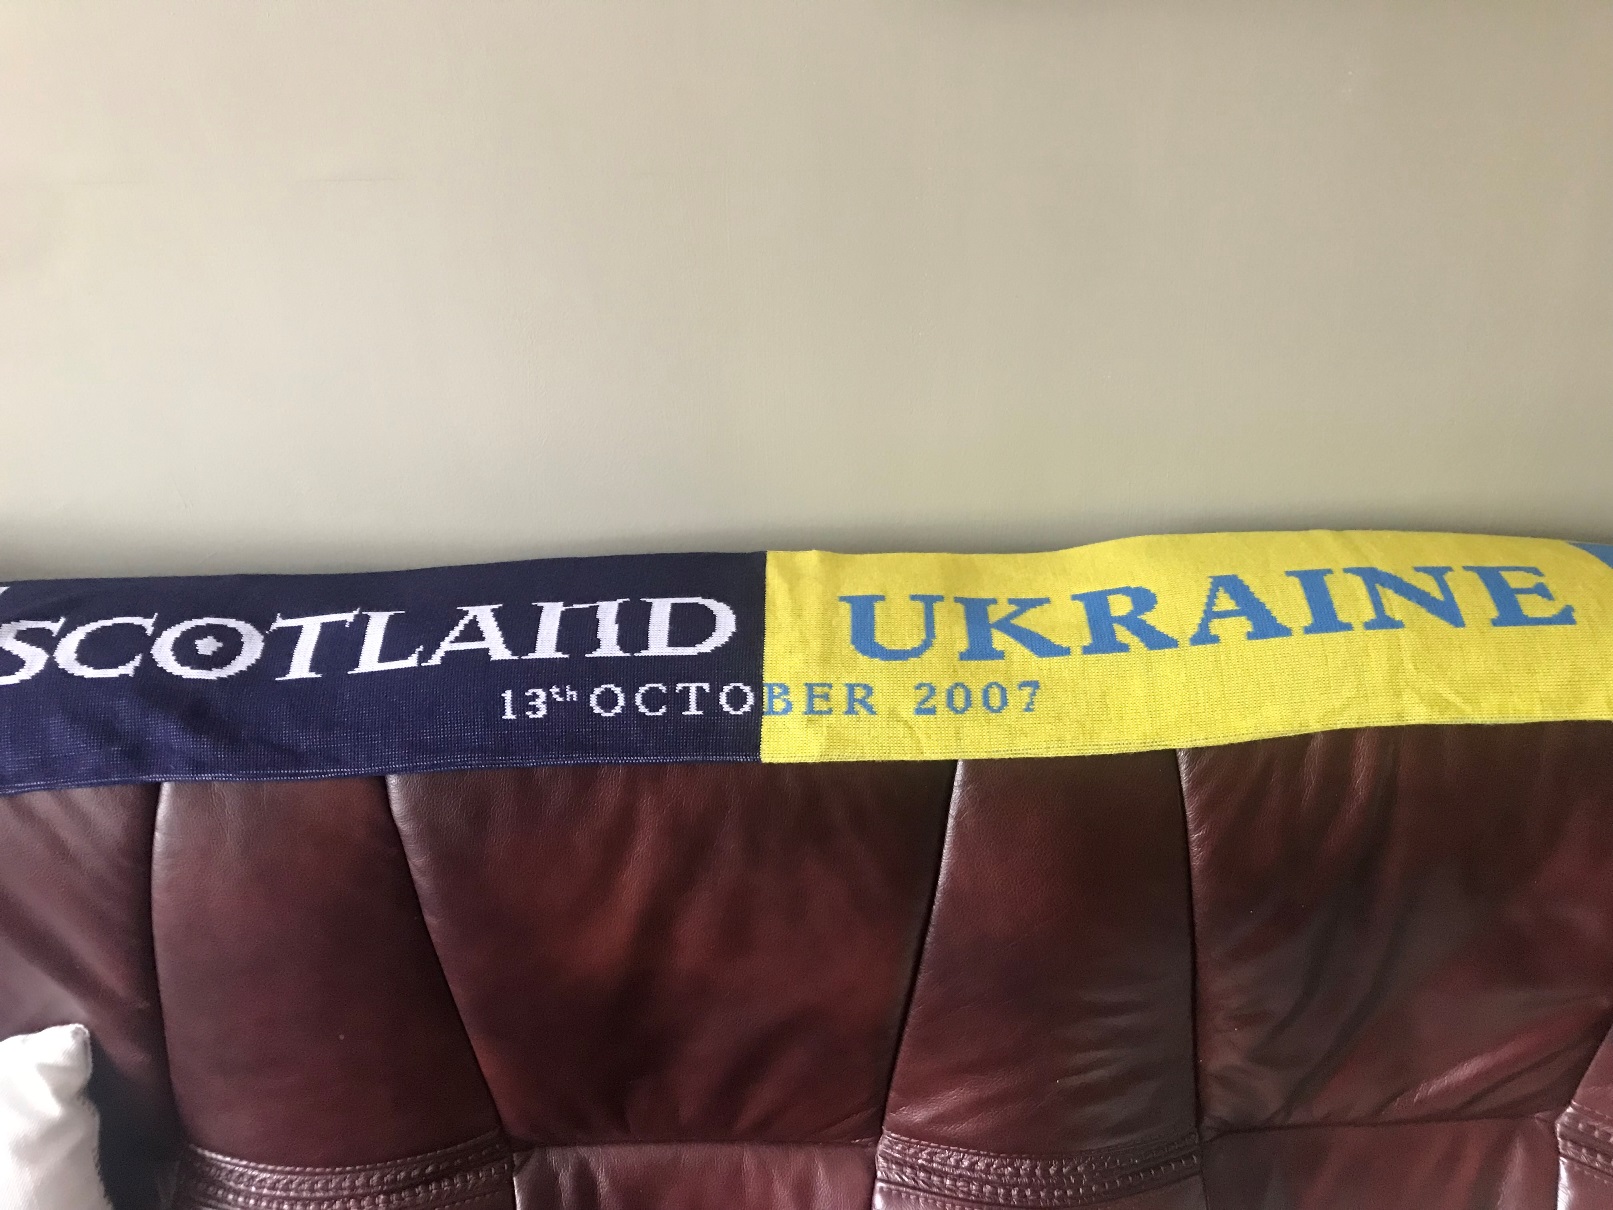 SCOTLAND UKRAINE
13th OCTOBER 2007